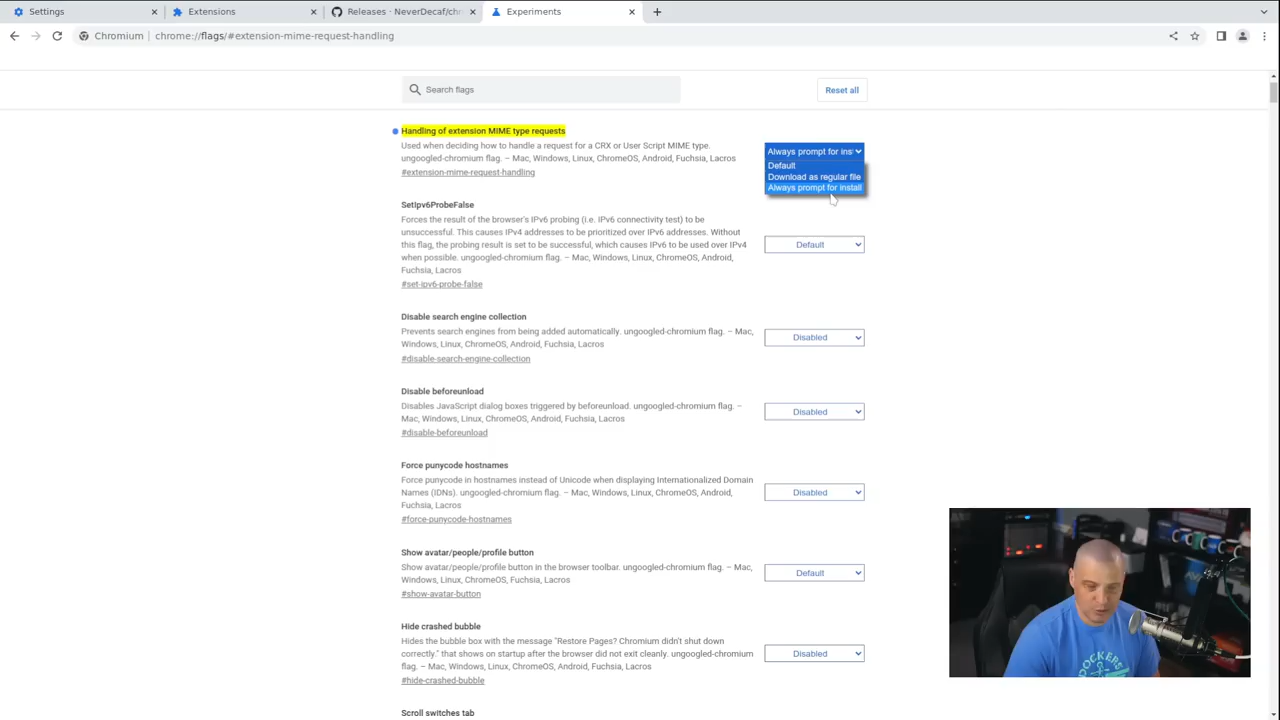 Settings
Extensions
Releases · NeverDecaf/chr
Experiments
Chromium
chrome://flags/#extension-mime-request-handling
Search flags
Reset all
Handling of extension MIME type requests
Used when deciding how to handle a request for a CRX or User Script MIME type.
ungoogled-chromium flag. – Mac, Windows, Linux, ChromeOS, Android, Fuchsia, Lacros
#extension-mime-request-handling
Always prompt for ins
Default
Download as regular file
Always prompt for install
SetIpv6ProbeFalse
Forces the result of the browser's IPv6 probing (i.e. IPv6 connectivity test) to be
unsuccessful. This causes IPv4 addresses to be prioritized over IPv6 addresses. Without
this flag, the probing result is set to be successful, which causes IPv6 to be used over IPv4
when possible. ungoogled-chromium flag. – Mac, Windows, Linux, ChromeOS, Android,
Fuchsia, Lacros
#set-ipv6-probe-false
Default
Disable search engine collection
Prevents search engines from being added automatically. ungoogled-chromium flag. – Mac,
Windows, Linux, ChromeOS, Android, Fuchsia, Lacros
#disable-search-engine-collection
Disabled
Disable beforeunload
Disables JavaScript dialog boxes triggered by beforeunload. ungoogled-chromium flag. –
Mac, Windows, Linux, ChromeOS, Android, Fuchsia, Lacros
#disable-beforeunload
Disabled
Force punycode hostnames
Force punycode in hostnames instead of Unicode when displaying Internationalized Domain
Names (IDNs). ungoogled-chromium flag. – Mac, Windows, Linux, ChromeOS, Android,
Fuchsia, Lacros
#force-punycode-hostnames
Disabled
Show avatar/people/profile button
Show avatar/people/profile button in the browser toolbar. ungoogled-chromium flag. – Mac,
Windows, Linux, ChromeOS, Fuchsia, Lacros
#show-avatar-button
Default
Hide crashed bubble
Hides the bubble box with the message "Restore Pages? Chromium didn't shut down
correctly." that shows on startup after the browser did not exit cleanly. ungoogled-chromium
flag. – Mac, Windows, Linux, ChromeOS, Android, Fuchsia, Lacros
#hide-crashed-bubble
Disabled
Scroll switches tab